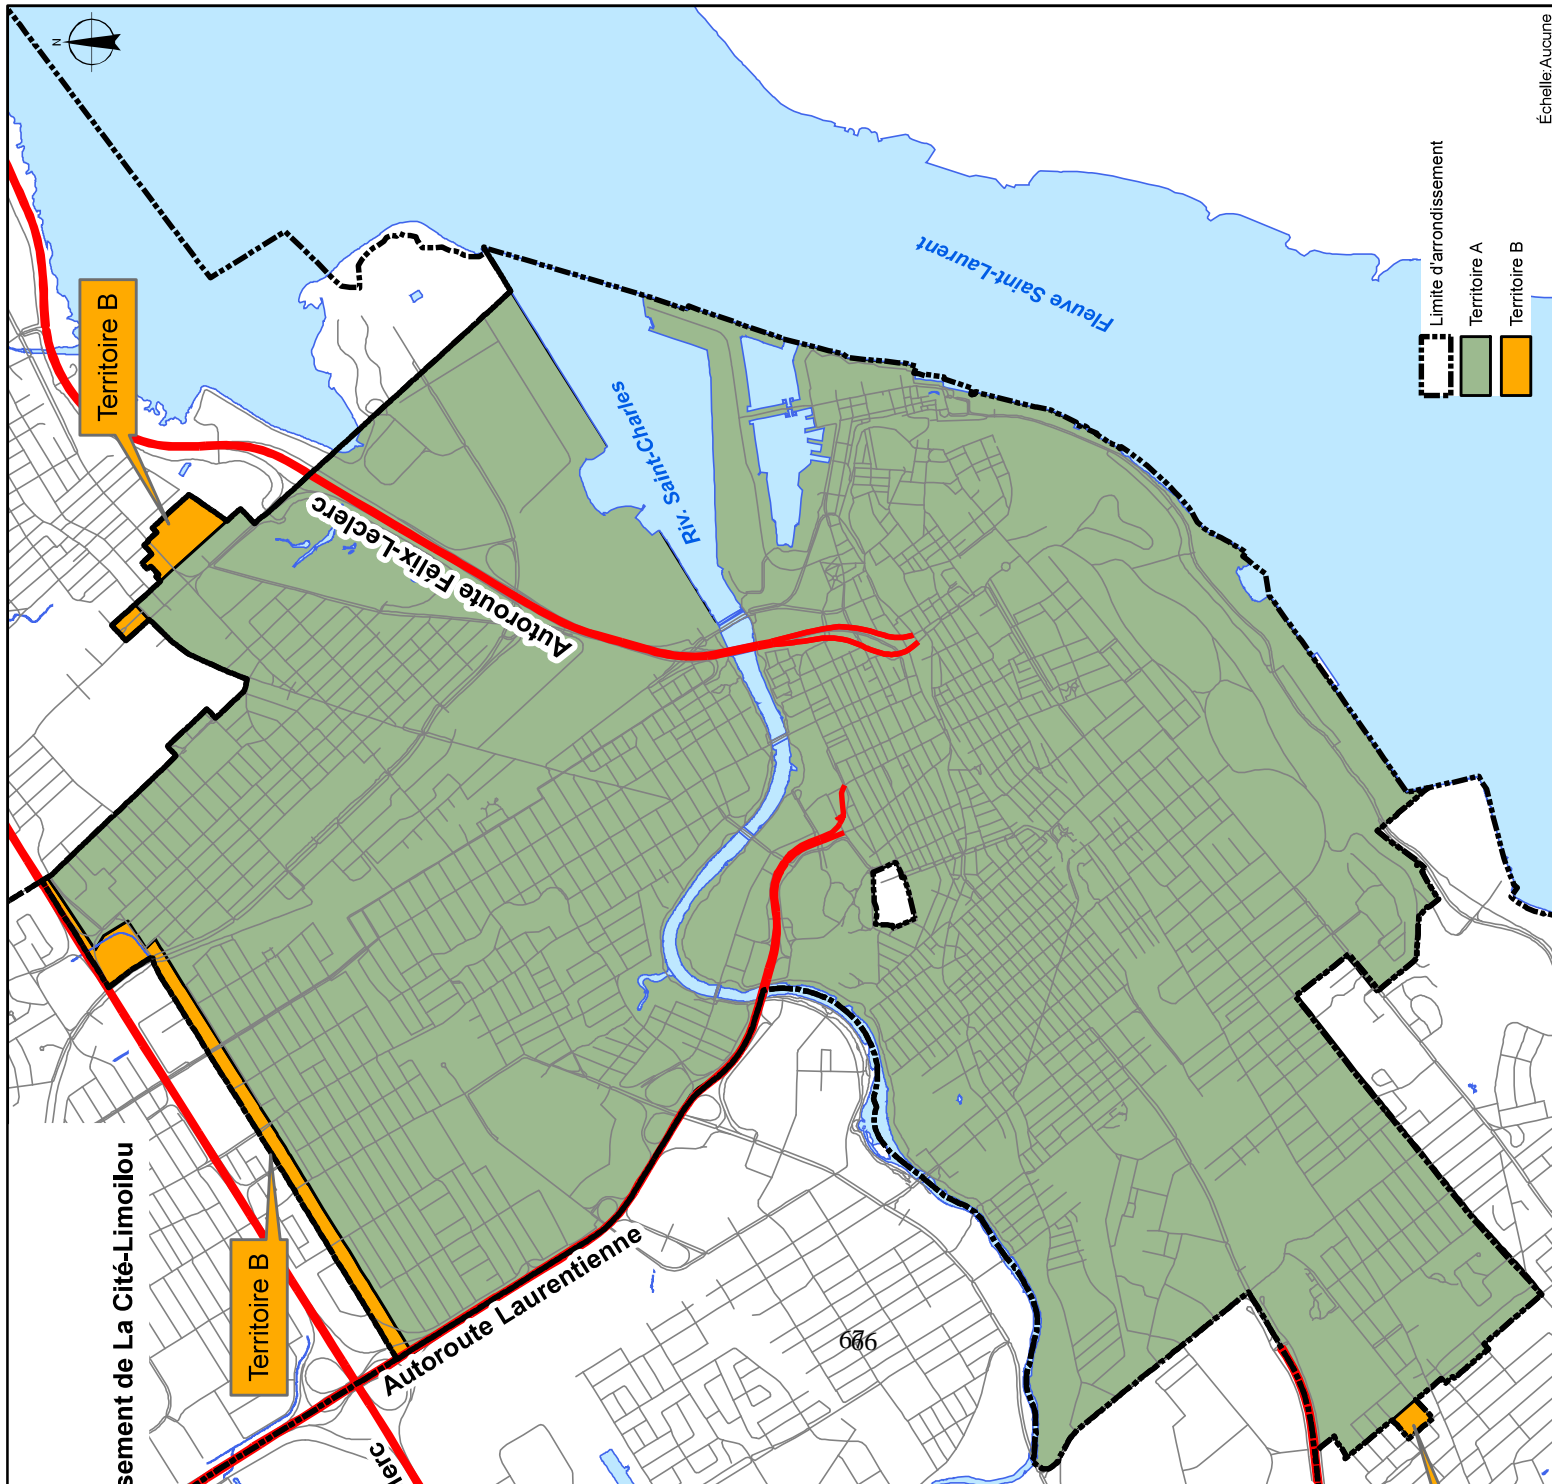 sement de La Cité-Limoilou
N
Territoire B
Territoire B
Autoroute Félix-Leclerc
Riv. Saint-Charles
Fleuve Saint-Laurent
Autoroute Laurentienne
lerc
Limite d'arrondissement
Territoire A
Territoire B
Échelle:Aucune